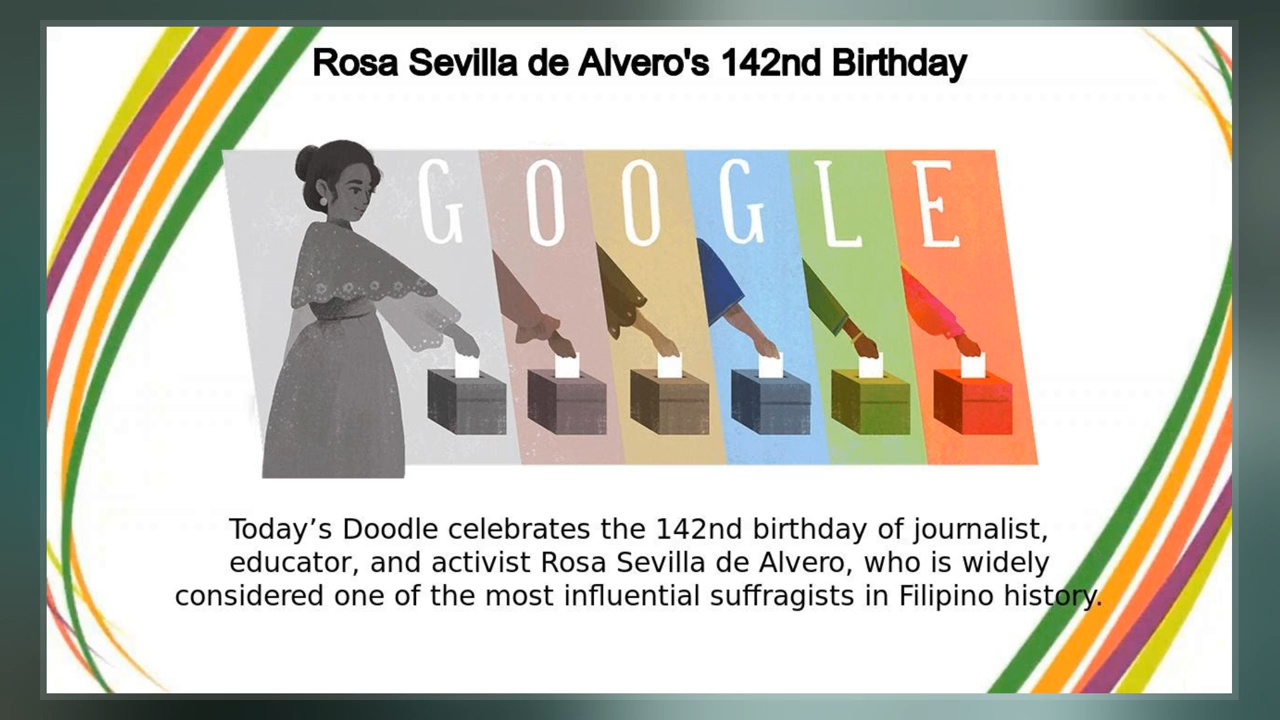 Rosa Sevilla de Alvero's 142nd Birthday
GOOGLE
Today’s Doodle celebrates the 142nd birthday of journalist,
educator, and activist Rosa Sevilla de Alvero, who is widely
considered one of the most influential suffragists in Filipino history.